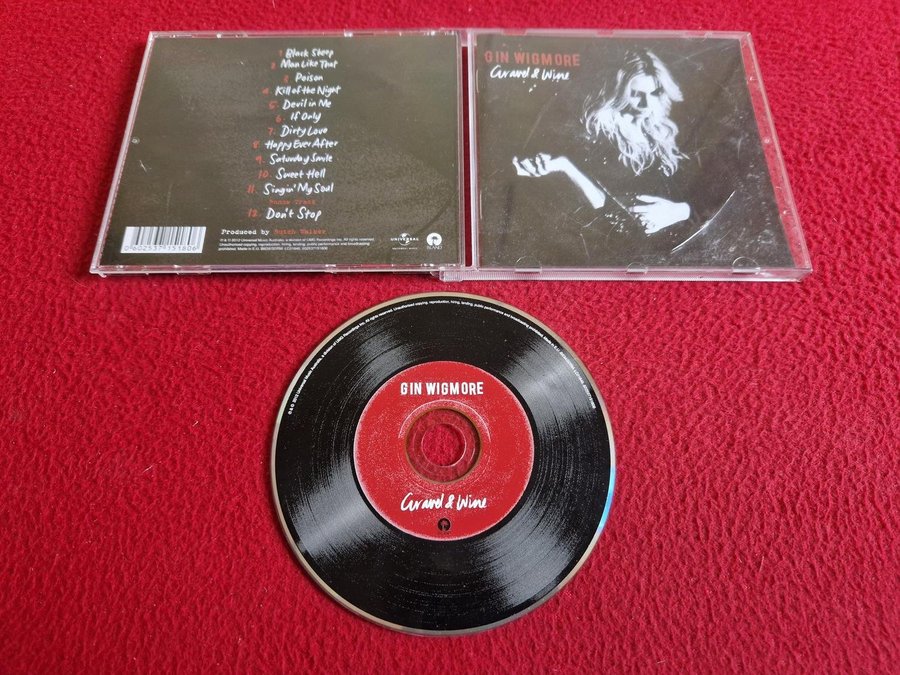 1. Black Sheep
2. Man Like That
3. Poison
4. Kill of the Night
5. Devil in Me
6. If Only
7. Dirty Love
8. Happy Ever After
9. Saturday Smile
10. Sweet Hell
11. Singin' My Soul
Bonus Track
12. Don't Stop
Produced by Butch Walker
0602537151806
UNIVERSAL
ISLAND
GIN WIGMORE
Gravel & Wine
GIN WIGMORE
Gravel & Wine